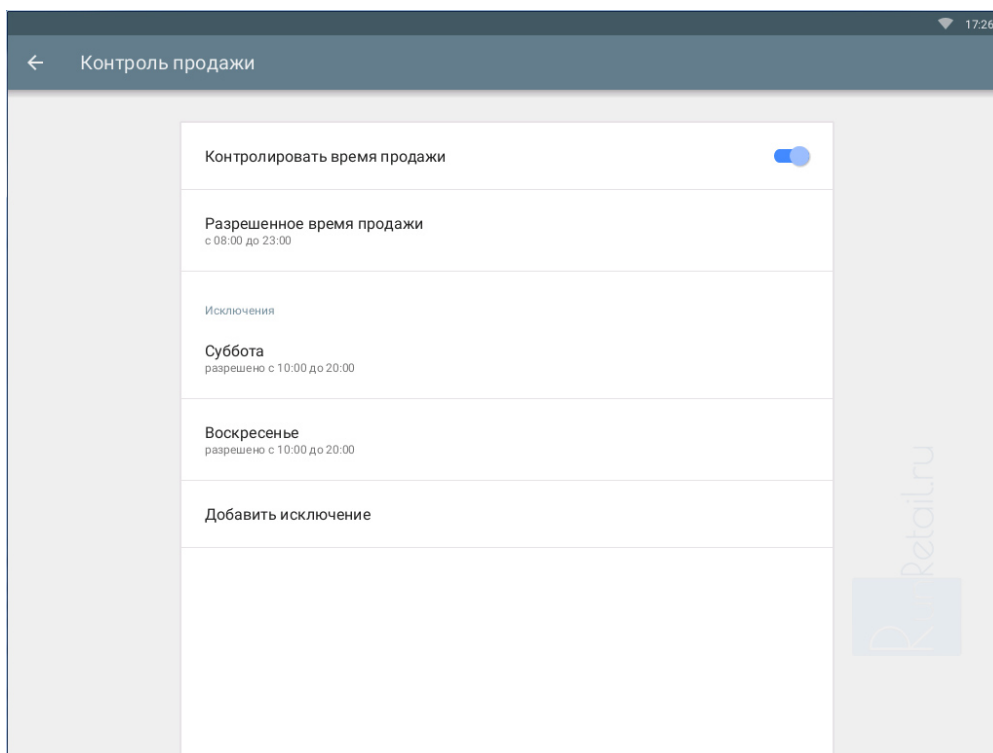 17:26
Контроль продажи
Контролировать время продажи
Разрешенное время продажи
с 08:00 до 23:00
Исключения
Суббота
разрешено с 10:00 до 20:00
Воскресенье
разрешено с 10:00 до 20:00
Добавить исключение
Retail.ru